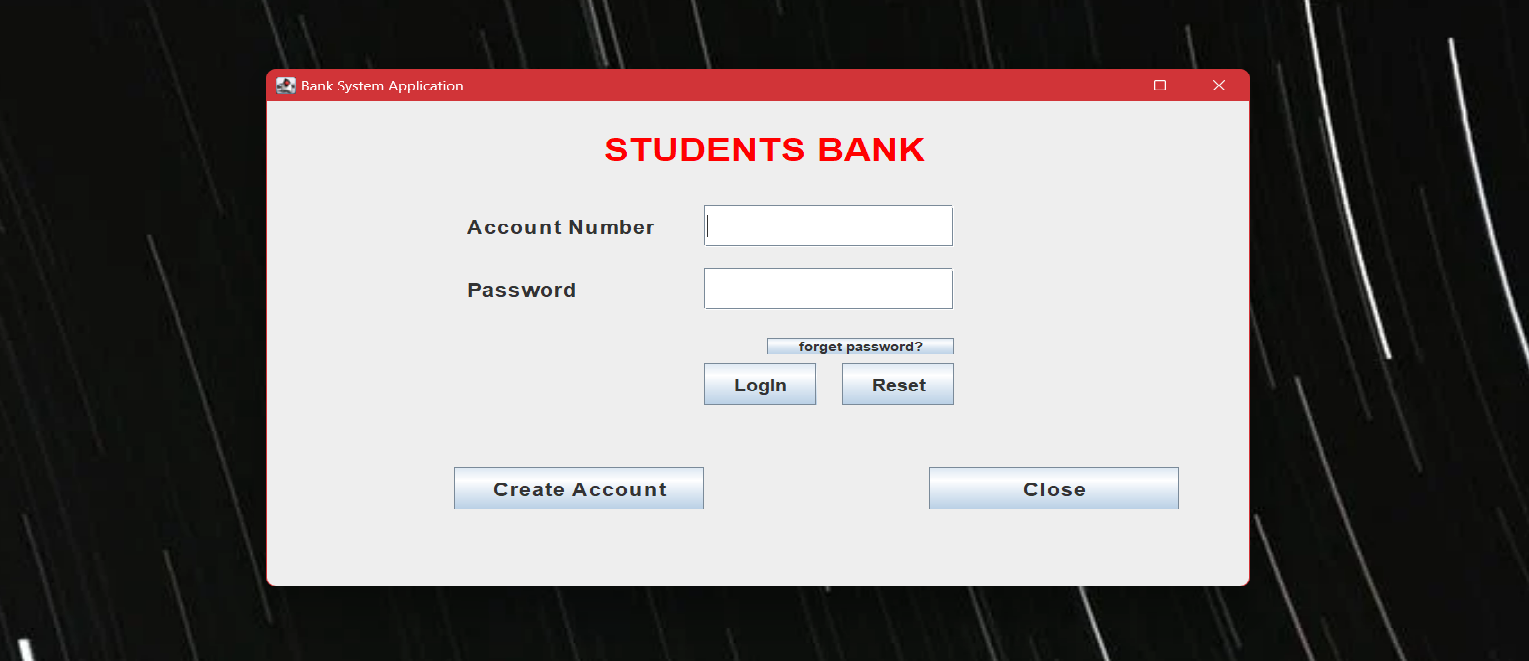 Bank System Application
STUDENTS BANK
Account Number
Password
forget password?
LogIn
Reset
Create Account
Close